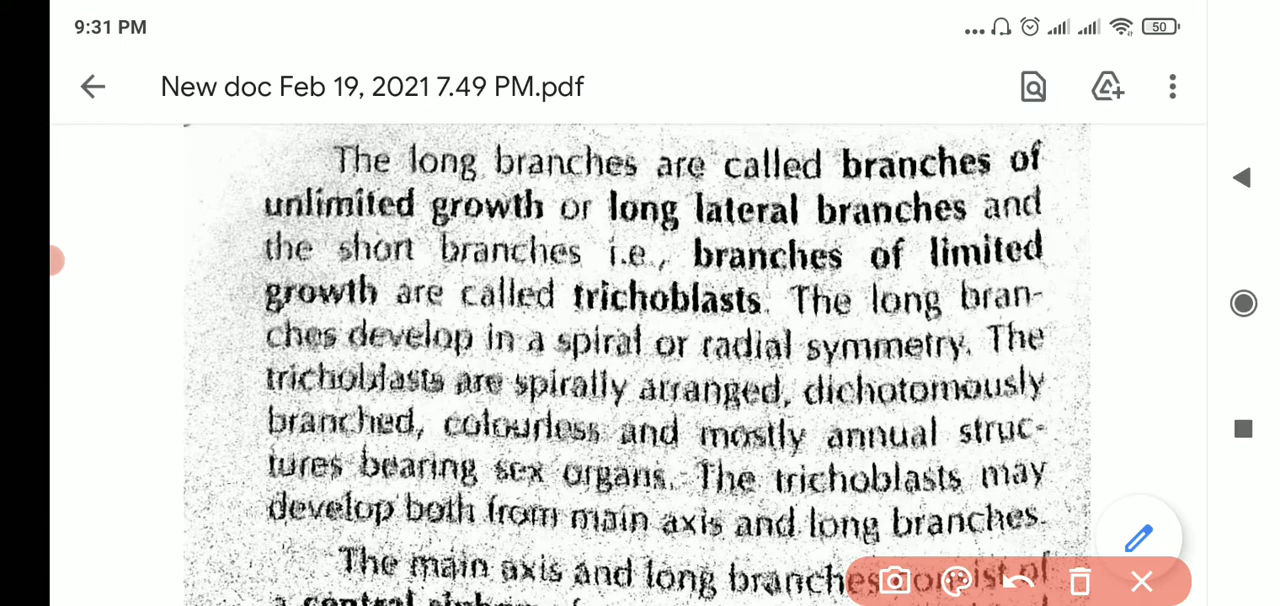 9:31 PM
50
New doc Feb 19, 2021 7.49 PM.pdf
The long branches are called branches of
unlimited growth or long lateral branches and
the short branches i.e., branches of limited
growth are called trichoblasts. The long bran-
ches develop in a spiral or radial symmetry. The
trichoblasts are spirally arranged, dichotomously
branched, colourless and mostly annual struc-
tures bearing sex organs. The trichoblasts may
develop both from main axis and long branches.
The main axis and long branches consist of
a central